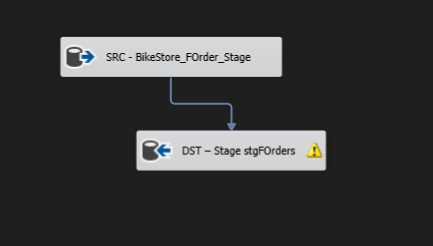 SRC - BikeStore_FOrder_Stage
DST – Stage stgFOrders